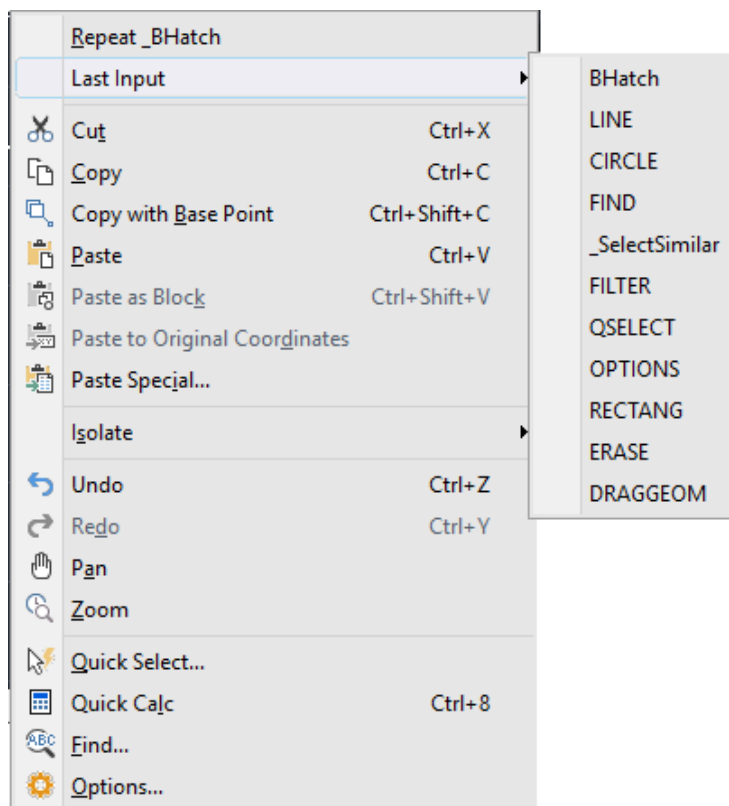 Repeat _BHatch
Last Input
Cut Ctrl+X
Copy Ctrl+C
Copy with Base Point Ctrl+Shift+C
Paste Ctrl+V
Paste as Block Ctrl+Shift+V
Paste to Original Coordinates
Paste Special...
Isolate
Undo Ctrl+Z
Redo Ctrl+Y
Pan
Zoom
Quick Select...
Quick Calc Ctrl+8
ABC Find...
Options...
BHatch
LINE
CIRCLE
FIND
_SelectSimilar
FILTER
QSELECT
OPTIONS
RECTANG
ERASE
DRAGGEOM